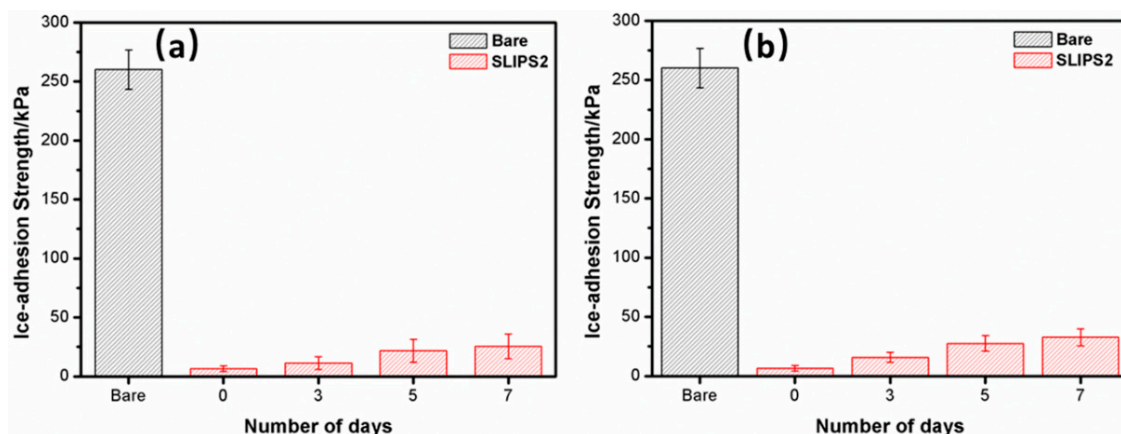 (a)
Bare
SLIPS2
Ice-adhesion Strength/kPa
300
250
200
150
100
50
0
Bare 0 3 5 7
Number of days
(b)
Bare
SLIPS2
Ice-adhesion Strength/kPa
300
250
200
150
100
50
0
Bare 0 3 5 7
Number of days